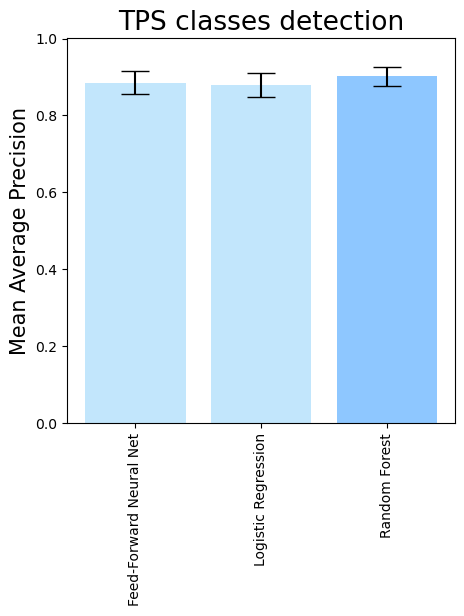 TPS classes detection
Mean Average Precision
1.0
0.8
0.6
0.4
0.2
0.0
Feed-Forward Neural Net
Logistic Regression
Random Forest